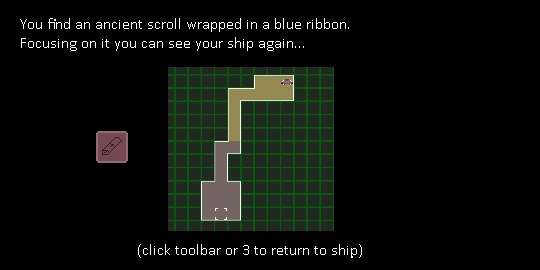 You find an ancient scroll wrapped in a blue ribbon.
Focusing on it you can see your ship again...
(click toolbar or 3 to return to ship)